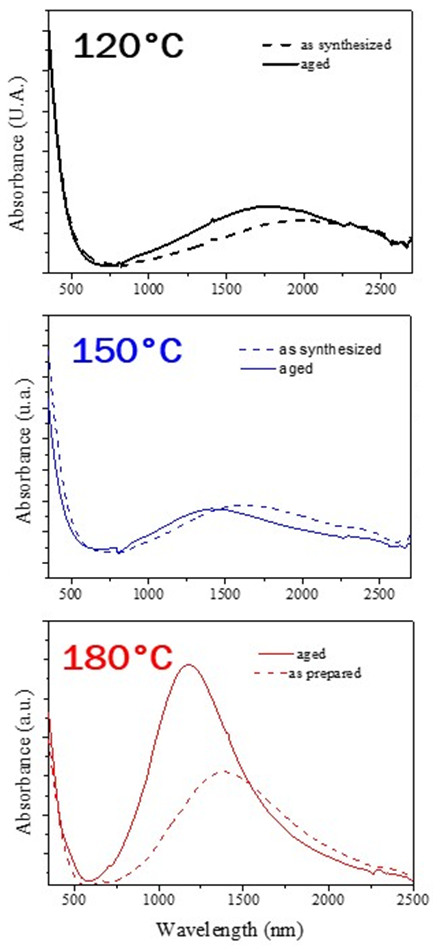 120°C
as synthesized
aged
Absorbance (U.A.)
500 1000 1500 2000 2500
150°C
as synthesized
aged
Absorbance (u.a.)
500 1000 1500 2000 2500
180°C
aged
as prepared
Absorbance (a.u.)
500 1000 1500 2000 2500
Wavelength (nm)